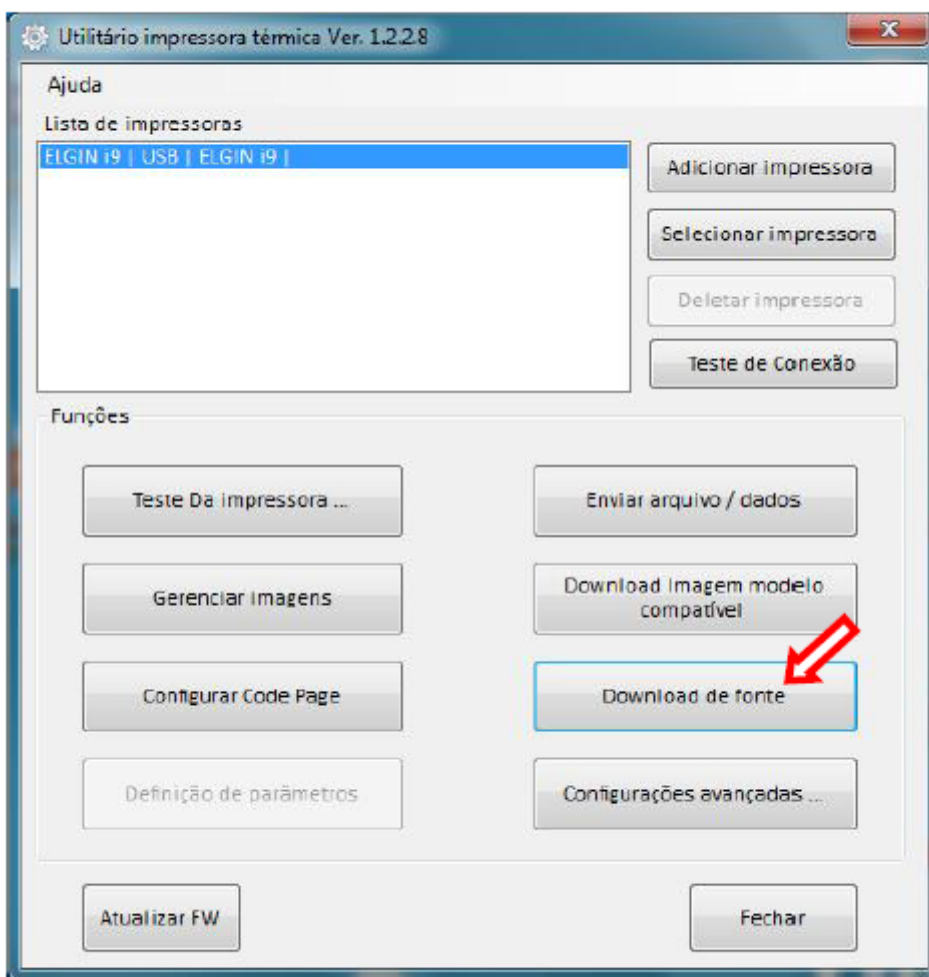 Utilitário impressora térmica Ver. 1.2.2.8
x
Ajuda
Lista de impressoras
ELGIN i9 | USB | ELGIN i9 |
Adicionar impressora
Selecionar impressora
Deletar impressora
Teste de Conexão
Funções
Teste Da Impressora ...
Enviar arquivo / dados
Gerenciar Imagens
Download Imagem modelo
compatível
Configurar Code Page
Download de fonte
Definição de parâmetros
Configurações avançadas ...
Atualizar FW
Fechar